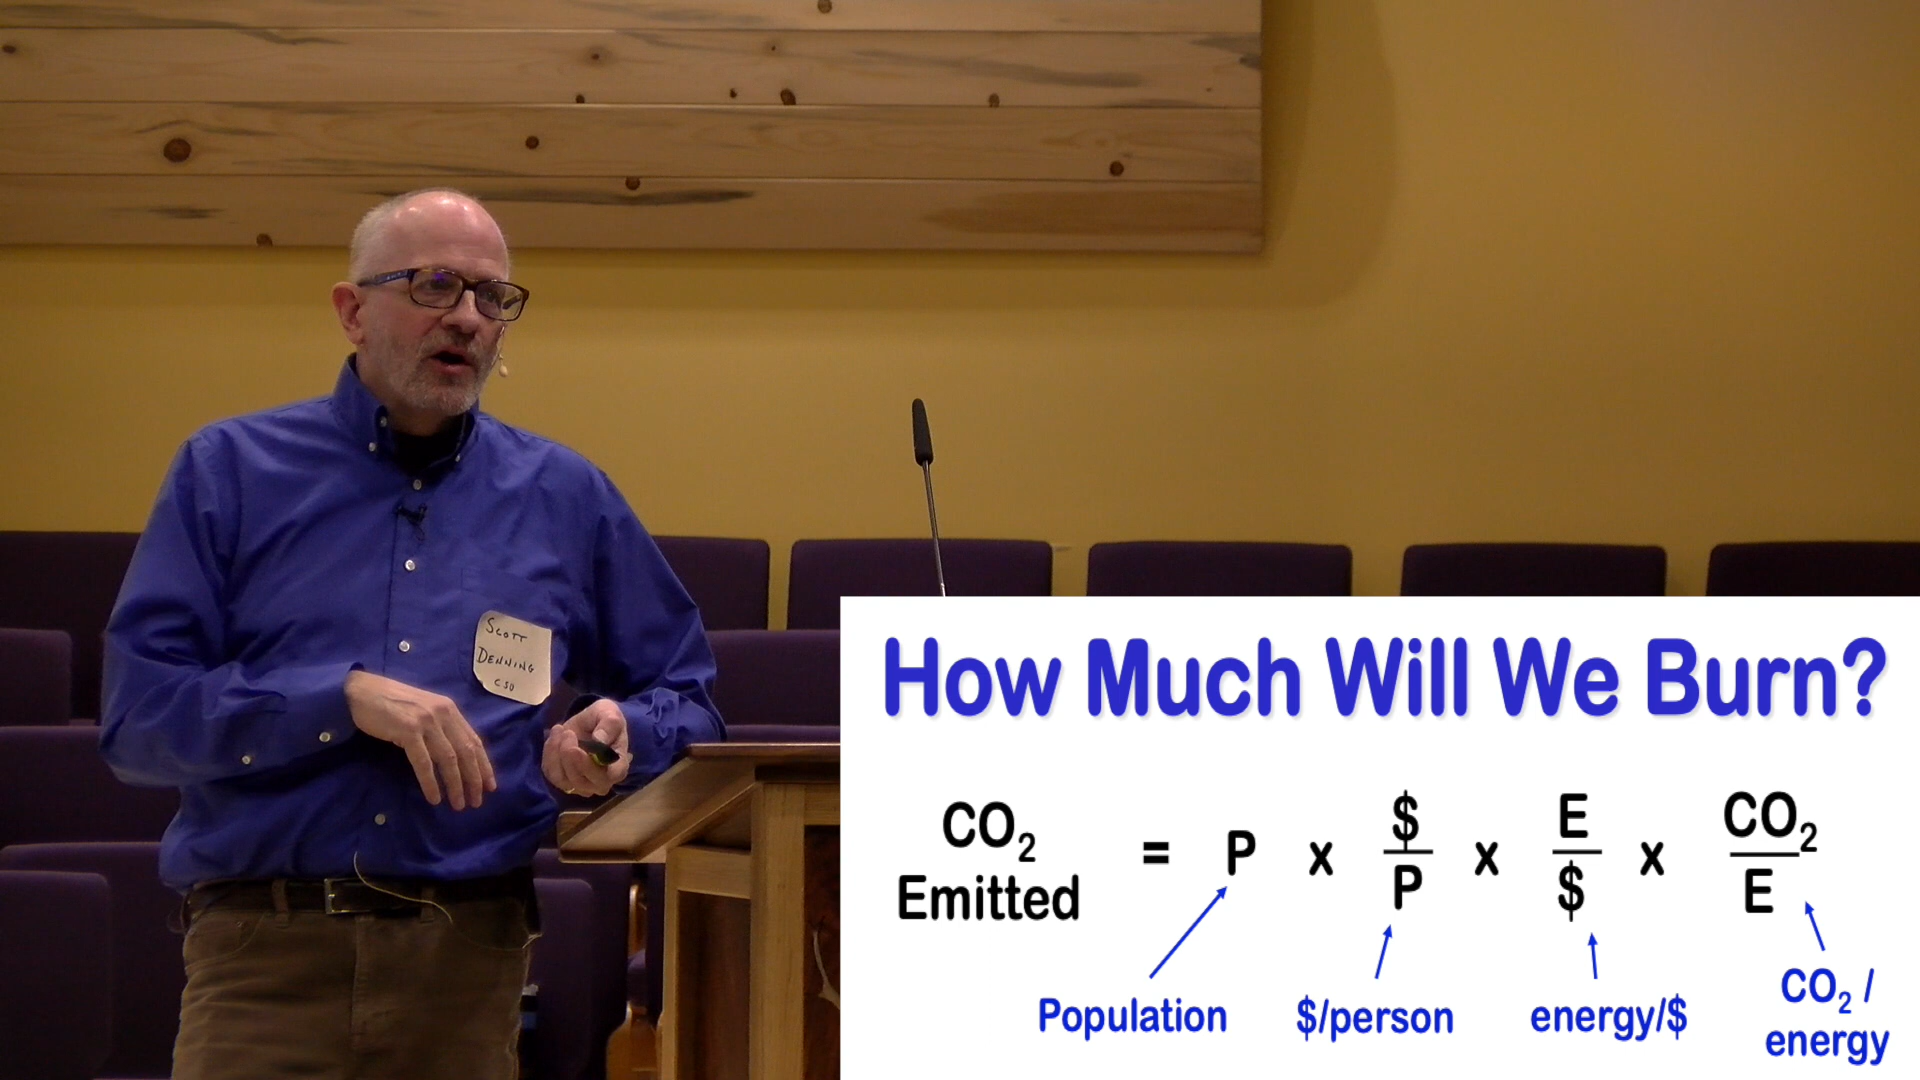 SCOTT
DENNING
CSU
How Much Will We Burn?
CO₂
Emitted
= P x $/P x E/$ x CO₂/E
Population
$/person
energy/$
CO₂ /
energy